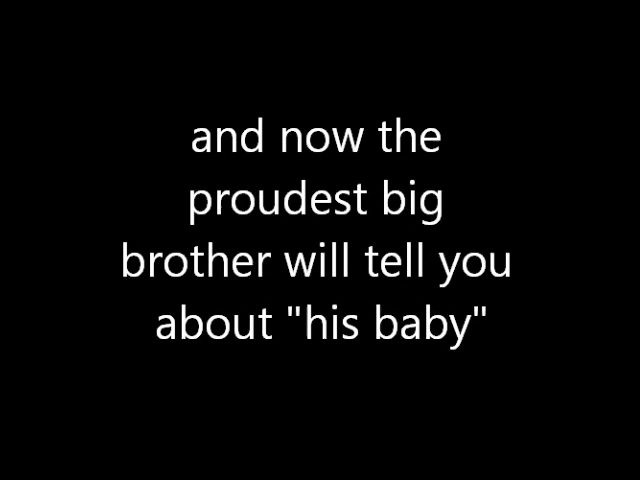 and now the
proudest big
brother will tell you
about "his baby"